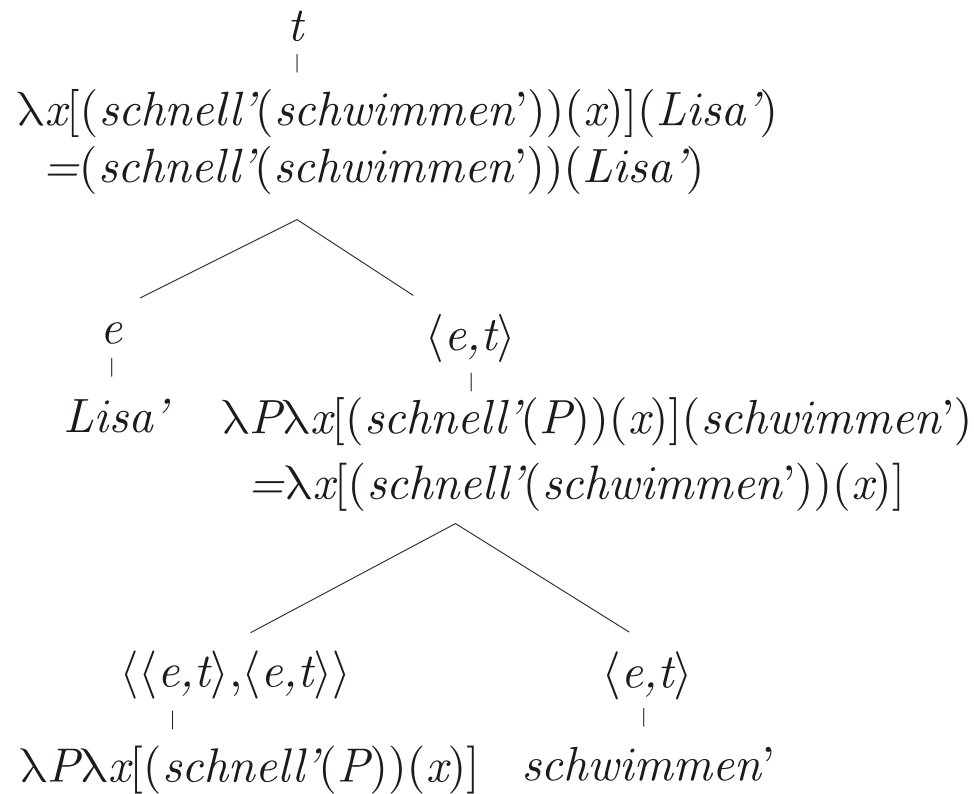 t
λx[(schnell’(schwimmen’))(x)](Lisa’)
=(schnell’(schwimmen’))(Lisa’)
e
⟨e,t⟩
Lisa’
λPλx[(schnell’(P))(x)](schwimmen’)
=λx[(schnell’(schwimmen’))(x)]
⟨⟨e,t⟩,⟨e,t⟩⟩
⟨e,t⟩
λPλx[(schnell’(P))(x)]
schwimmen’